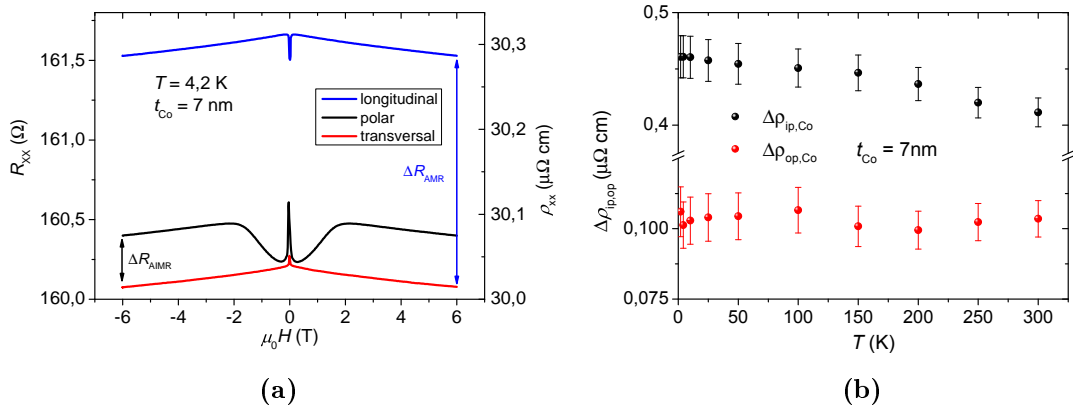 161,5
161,0
160,5
160,0
R_XX (Ω)
T = 4,2 K
t_Co = 7 nm
longitudinal
polar
transversal
ΔR_AMR
ΔR_AIMR
30,3
30,2
30,1
30,0
ρ_xx (μΩ cm)
-6 -4 -2 0 2 4 6
μ_0H (T)
(a)
0,5
0,4
0,100
0,075
Δρ_ip,op (μΩ cm)
Δρ_ip,Co
Δρ_op,Co t_Co = 7nm
0 50 100 150 200 250 300
T (K)
(b)